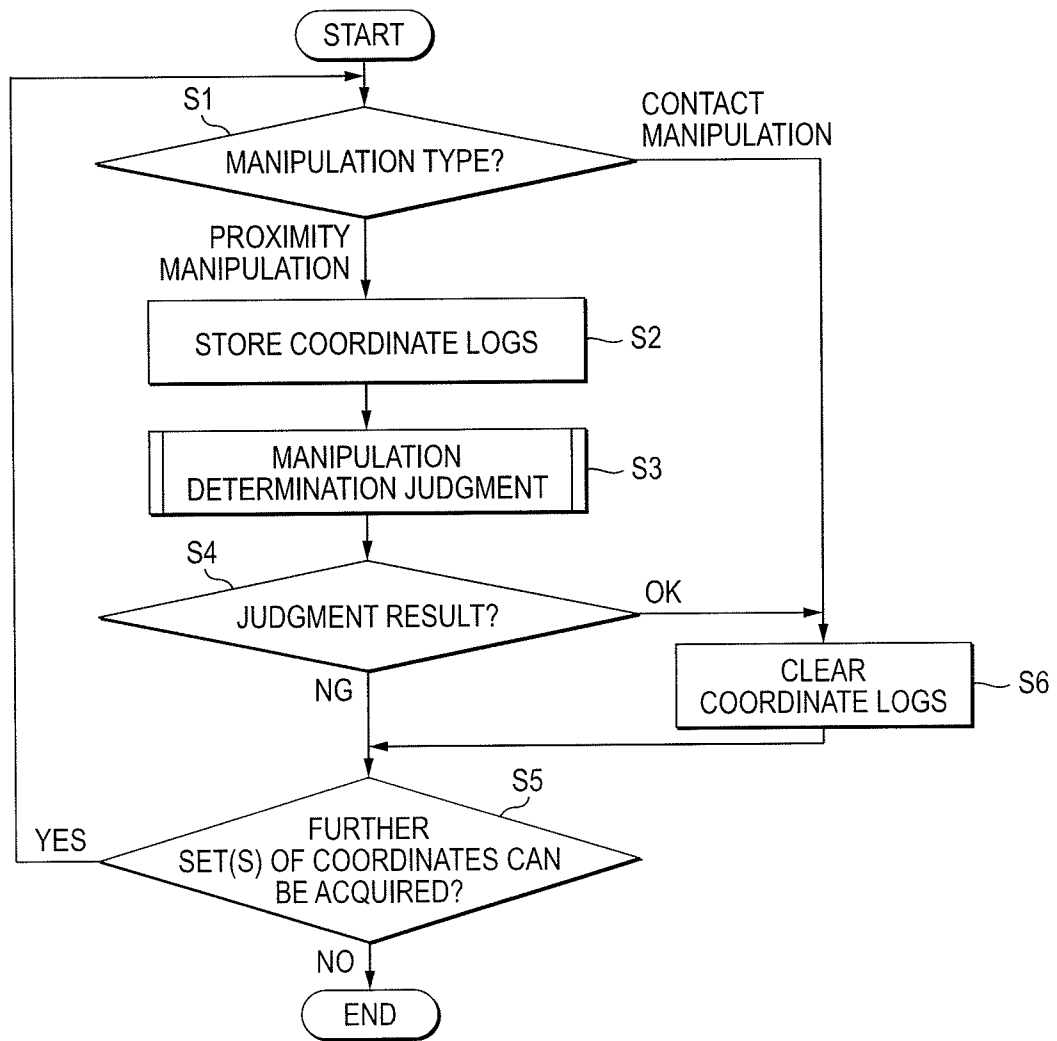 START
S1
MANIPULATION TYPE?
CONTACT
MANIPULATION
PROXIMITY
MANIPULATION
STORE COORDINATE LOGS
S2
MANIPULATION
DETERMINATION JUDGMENT
S3
S4
JUDGMENT RESULT?
OK
NG
CLEAR
COORDINATE LOGS
S6
S5
YES
FURTHER
SET(S) OF COORDINATES CAN
BE ACQUIRED?
NO
END